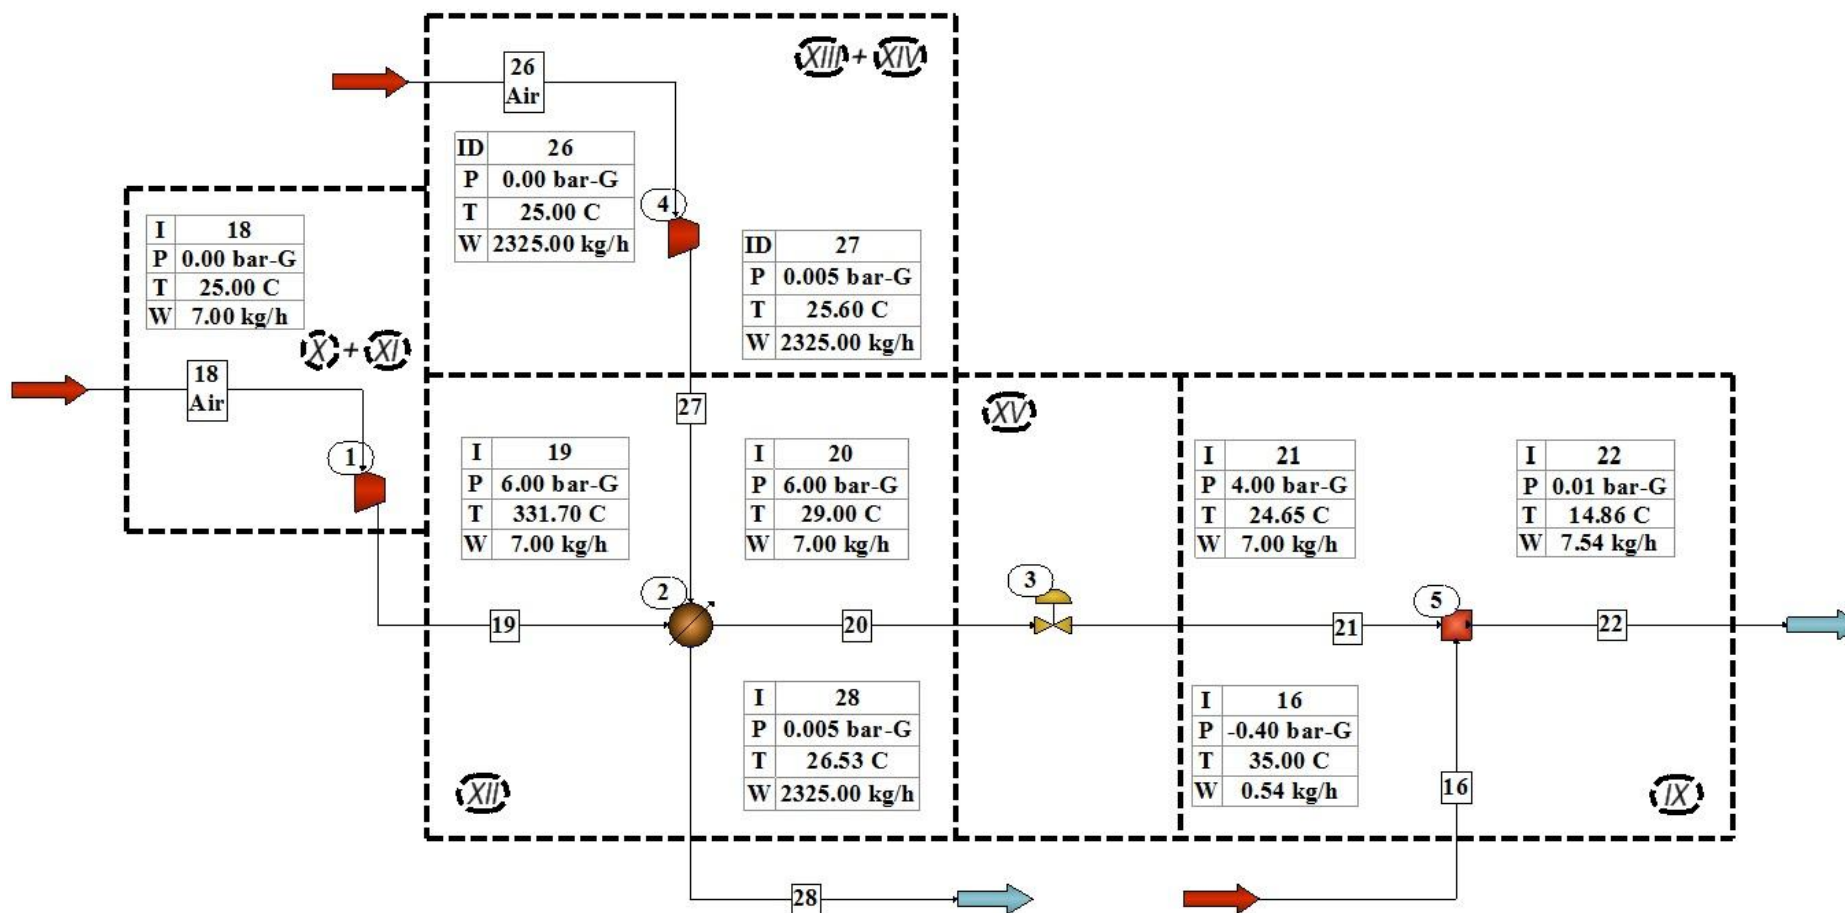 XIII + XIV
26
Air
ID 26
P 0.00 bar-G
T 25.00 C
W 2325.00 kg/h
4
ID 27
P 0.005 bar-G
T 25.60 C
W 2325.00 kg/h
I 18
P 0.00 bar-G
T 25.00 C
W 7.00 kg/h
X + XI
18
Air
1
27
I 19
P 6.00 bar-G
T 331.70 C
W 7.00 kg/h
I 20
P 6.00 bar-G
T 29.00 C
W 7.00 kg/h
2
19
20
I 28
P 0.005 bar-G
T 26.53 C
W 2325.00 kg/h
XII
28
XV
3
I 21
P 4.00 bar-G
T 24.65 C
W 7.00 kg/h
I 22
P 0.01 bar-G
T 14.86 C
W 7.54 kg/h
5
21
22
I 16
P -0.40 bar-G
T 35.00 C
W 0.54 kg/h
16
IX